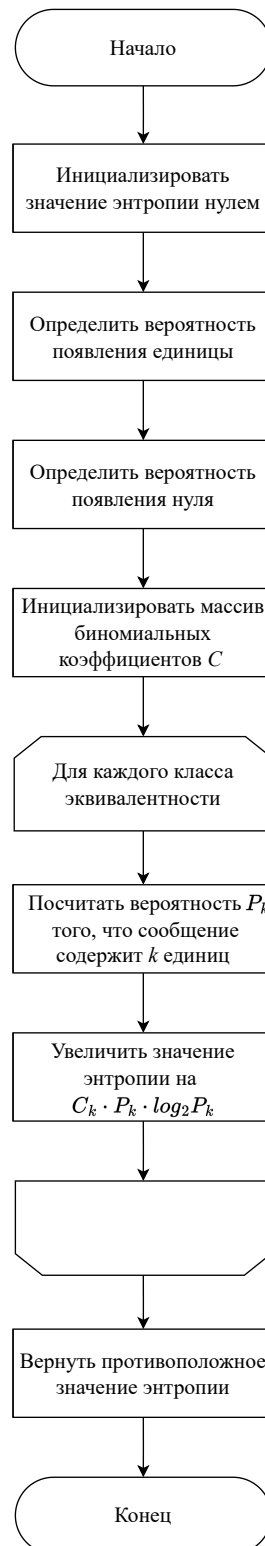 Начало
Инициализировать
значение энтропии нулем
Определить вероятность
появления единицы
Определить вероятность
появления нуля
Инициализировать массив
биномиальных
коэффициентов C
Для каждого класса
эквивалентности
Посчитать вероятность P_k
того, что сообщение
содержит k единиц
Увеличить значение
энтропии на
C_k · P_k · log_2 P_k
Вернуть противоположное
значение энтропии
Конец